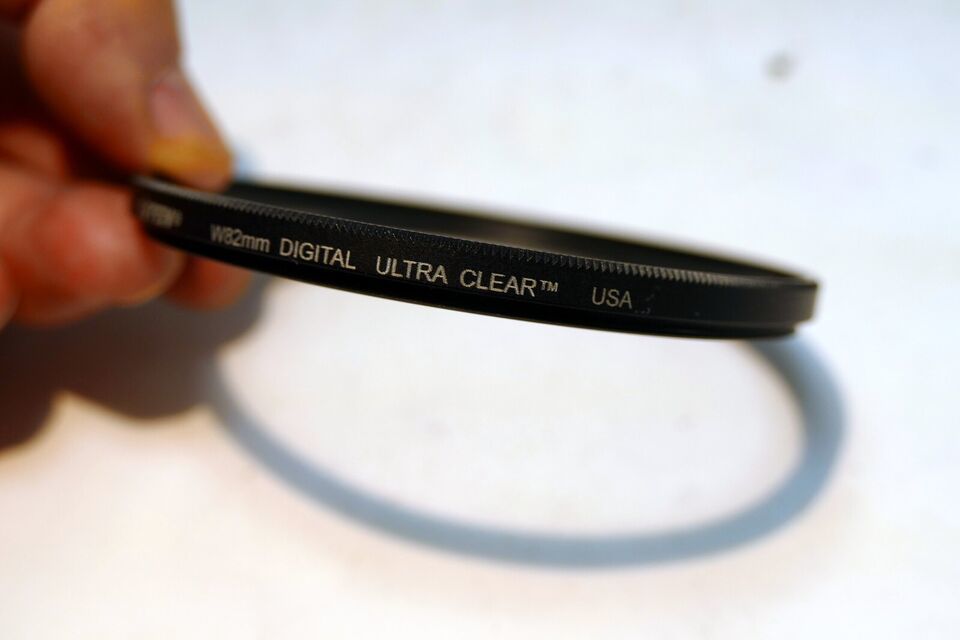 W82mm DIGITAL ULTRA CLEAR™ USA